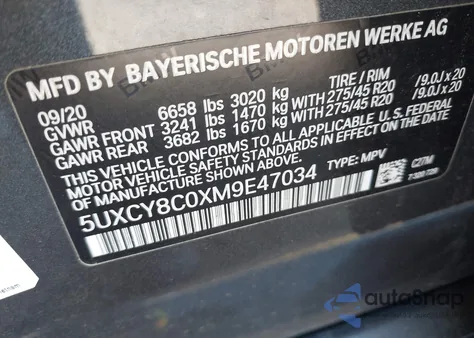 MFD BY BAYERISCHE MOTOREN WERKE AG
09/20 TIRE / RIM
GVWR 6658 lbs 3020 kg
GAWR FRONT 3241 lbs 1470 kg WITH 275/45 R20 /9.0J x 20
GAWR REAR 3682 lbs 1670 kg WITH 275/45 R20 /9.0J x 20
THIS VEHICLE CONFORMS TO ALL APPLICABLE U.S. FEDERAL
MOTOR VEHICLE SAFETY STANDARDS IN EFFECT ON THE
DATE OF MANUFACTURE SHOWN ABOVE.
5UXCY8C0XM9E47034 TYPE: MPV C27M
autosnap